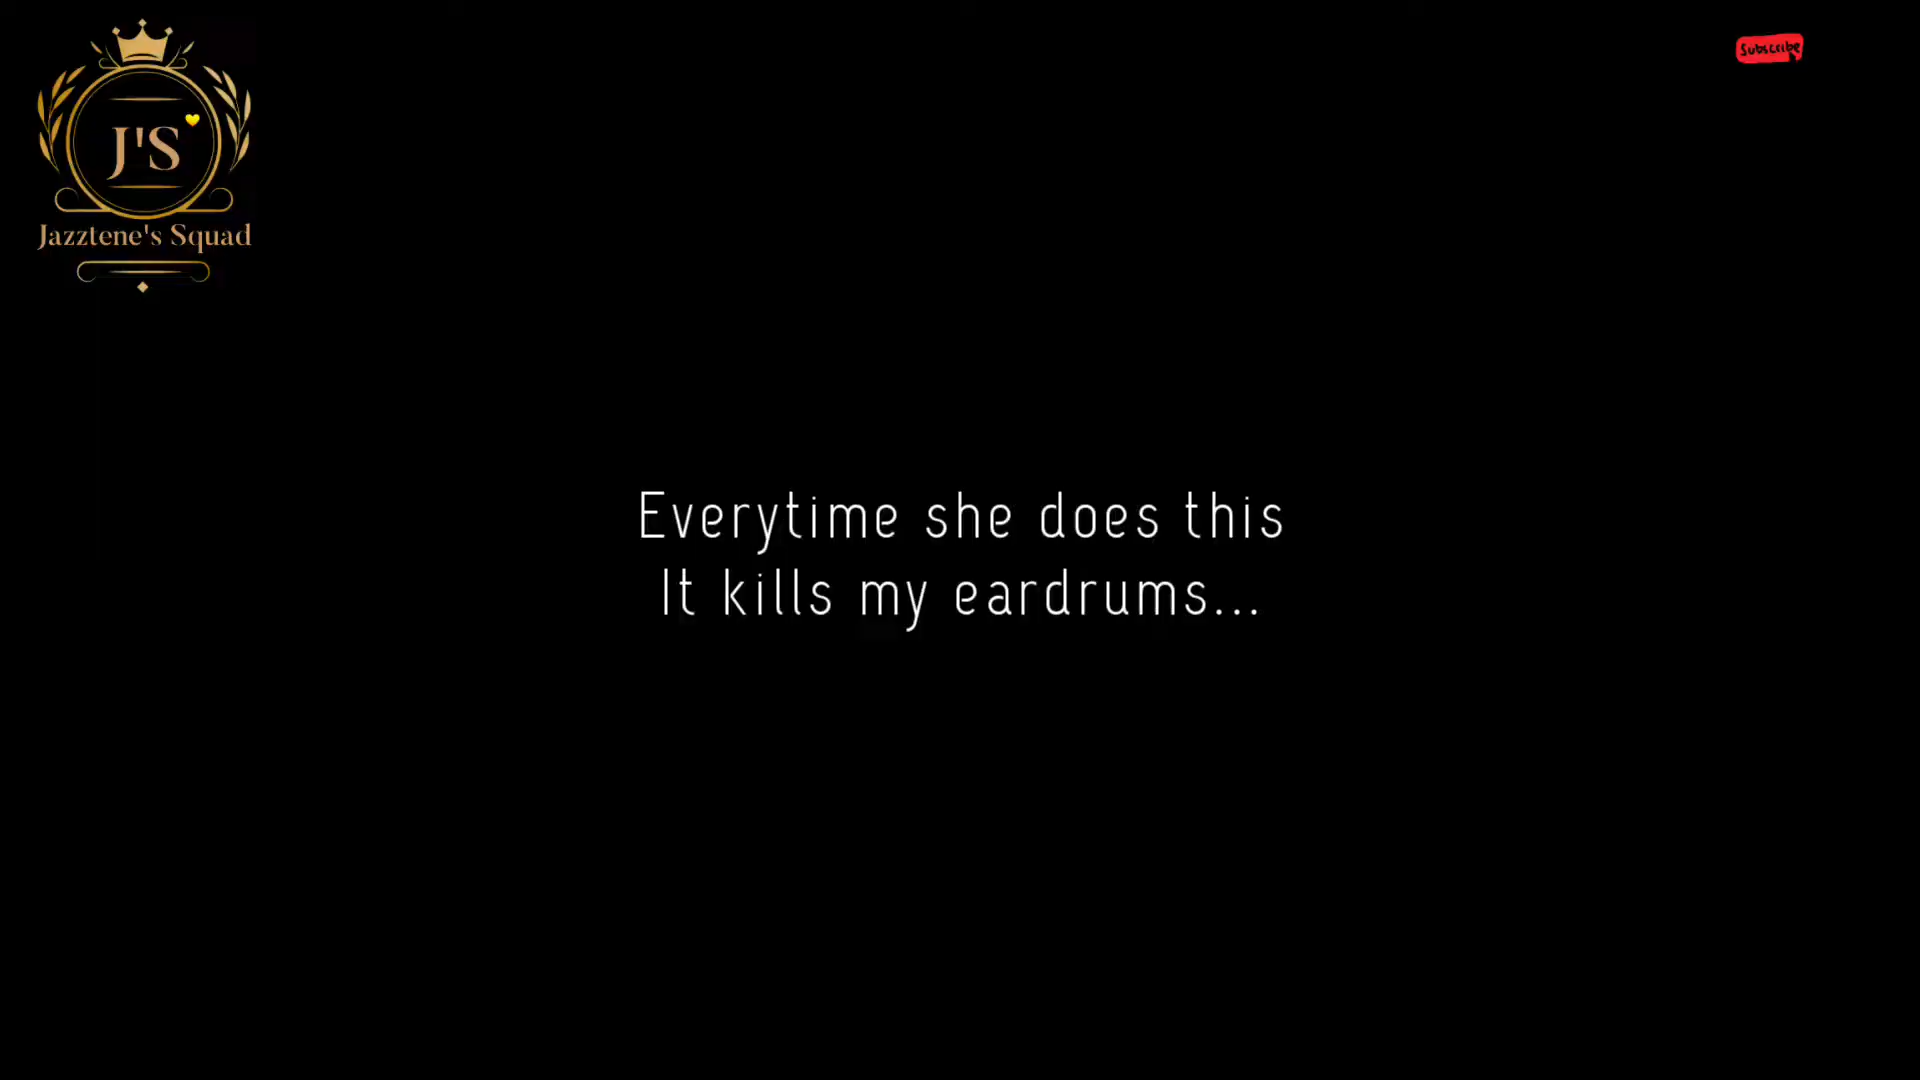 J'S
Jazztene's Squad
Subscribe
Everytime she does this
It kills my eardrums...